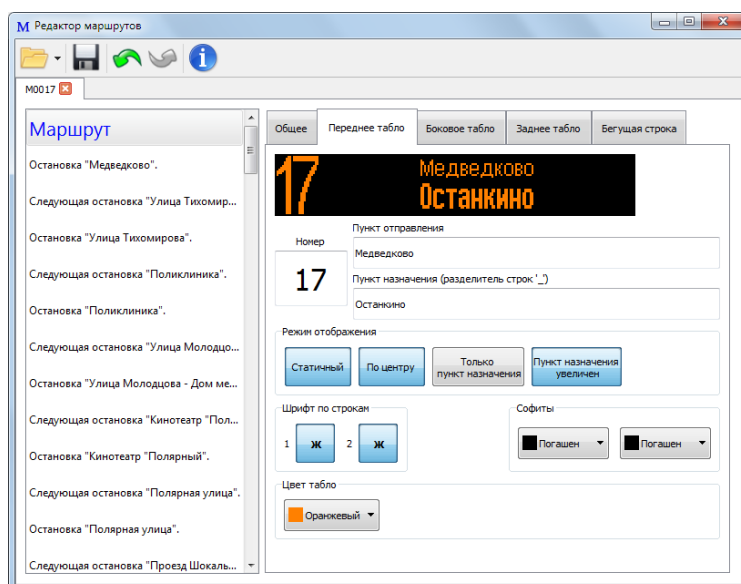 M Редактор маршрутов
M0017
Маршрут
Остановка "Медведково".
Следующая остановка "Улица Тихомир...
Остановка "Улица Тихомирова".
Следующая остановка "Поликлиника".
Остановка "Поликлиника".
Следующая остановка "Улица Молодцо...
Остановка "Улица Молодцова - Дом ме...
Следующая остановка "Кинотеатр "Пол...
Остановка "Кинотеатр "Полярный".
Следующая остановка "Полярная улица".
Остановка "Полярная улица".
Следующая остановка "Проезд Шокаль...
Общее Переднее табло Боковое табло Заднее табло Бегущая строка
17
Медведково
Останкино
Номер
17
Пункт отправления
Медведково
Пункт назначения (разделитель строк '_')
Останкино
Режим отображения
Статичный
По центру
Только
пункт назначения
Пункт назначения
увеличен
Шрифт по строкам
1 ж 2 ж
Софиты
Погашен Погашен
Цвет табло
Оранжевый